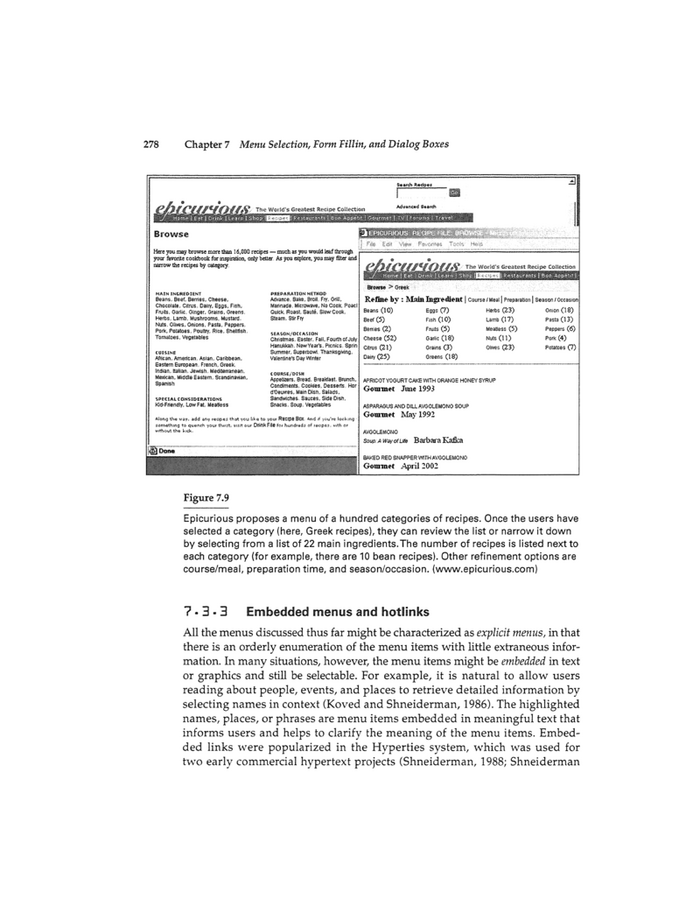 278 Chapter 7 Menu Selection, Form Fillin, and Dialog Boxes
Search Recipes
Go
Advanced Search
epicurious The World's Greatest Recipe Collection
Home | Eat | Drink | Learn | Shop | Recipes | Restaurants | Bon Appétit | Gourmet | TV | Forums | Travel
Browse
Here you may browse more than 16,000 recipes — much as you would leaf through
your favorite cookbook for inspiration, only better. As you explore, you may filter and
narrow the recipes by category.
MAIN INGREDIENT
Beans, Beef, Berries, Cheese,
Chocolate, Citrus, Dairy, Eggs, Fish,
Fruits, Garlic, Ginger, Grains, Greens,
Herbs, Lamb, Mushrooms, Mustard,
Nuts, Olives, Onions, Pasta, Peppers,
Pork, Potatoes, Poultry, Rice, Shellfish,
Tomatoes, Vegetables
CUISINE
African, American, Asian, Caribbean,
Eastern European, French, Greek,
Indian, Italian, Jewish, Mediterranean,
Mexican, Middle Eastern, Scandinavian,
Spanish
SPECIAL CONSIDERATIONS
Kid-Friendly, Low Fat, Meatless
PREPARATION METHOD
Advance, Bake, Broil, Fry, Grill,
Marinade, Microwave, No Cook, Poach
Quick, Roast, Sauté, Slow Cook,
Steam, Stir Fry
SEASON/OCCASION
Christmas, Easter, Fall, Fourth of July
Hanukkah, New Year's, Picnics, Sprin
Summer, Superbowl, Thanksgiving,
Valentine's Day Winter
COURSE/DISH
Appetizers, Bread, Breakfast, Brunch,
Condiments, Cookies, Desserts, Hor
d'Oeuvres, Main Dish, Salads,
Sandwiches, Sauces, Side Dish,
Snacks, Soup, Vegetables
Along the way, add any recipes that you like to your Recipe Box. And if you're looking
something to quench your thirst, visit our Drink File for hundreds of recipes, with or
without the kick.
Done
EPICURIOUS: RECIPE FILE: BROWSE
File Edit View Favorites Tools Help
epicurious The World's Greatest Recipe Collection
Home | Eat | Drink | Learn | Shop | Recipes | Restaurants | Bon Appétit |
Browse > Greek
Refine by : Main Ingredient | Course / Meal | Preparation | Season / Occasion
Beans (10) Eggs (7) Herbs (23) Onion (18)
Beef (5) Fish (10) Lamb (17) Pasta (13)
Berries (2) Fruits (5) Meatless (5) Peppers (6)
Cheese (52) Garlic (18) Nuts (11) Pork (4)
Citrus (21) Grains (3) Olives (23) Potatoes (7)
Dairy (25) Greens (18)
APRICOT YOGURT CAKE WITH ORANGE HONEY SYRUP
Gourmet June 1993
ASPARAGUS AND DILL AVGOLEMONO SOUP
Gourmet May 1992
AVGOLEMONO
Soup: A Way of Life Barbara Kafka
BAKED RED SNAPPER WITH AVGOLEMONO
Gourmet April 2002
Figure 7.9
Epicurious proposes a menu of a hundred categories of recipes. Once the users have
selected a category (here, Greek recipes), they can review the list or narrow it down
by selecting from a list of 22 main ingredients. The number of recipes is listed next to
each category (for example, there are 10 bean recipes). Other refinement options are
course/meal, preparation time, and season/occasion. (www.epicurious.com)
7.3.3 Embedded menus and hotlinks
All the menus discussed thus far might be characterized as explicit menus, in that
there is an orderly enumeration of the menu items with little extraneous infor-
mation. In many situations, however, the menu items might be embedded in text
or graphics and still be selectable. For example, it is natural to allow users
reading about people, events, and places to retrieve detailed information by
selecting names in context (Koved and Shneiderman, 1986). The highlighted
names, places, or phrases are menu items embedded in meaningful text that
informs users and helps to clarify the meaning of the menu items. Embed-
ded links were popularized in the Hyperties system, which was used for
two early commercial hypertext projects (Shneiderman, 1988; Shneiderman